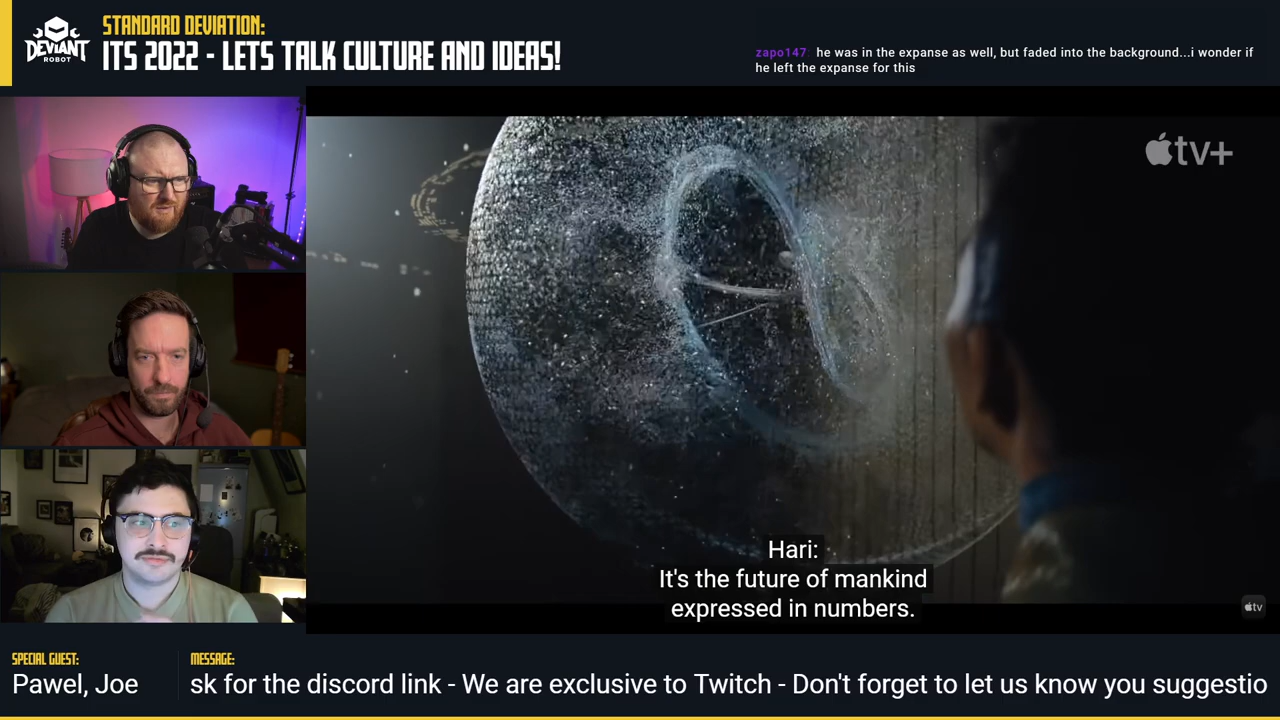 DEVIANT
ROBOT
STANDARD DEVIATION:
ITS 2022 - LETS TALK CULTURE AND IDEAS!
zapo147: he was in the expanse as well, but faded into the background...i wonder if
he left the expanse for this
tv+
Hari:
It's the future of mankind
expressed in numbers.
tv
SPECIAL GUEST:
Pawel, Joe
MESSAGE:
sk for the discord link - We are exclusive to Twitch - Don't forget to let us know you suggestio